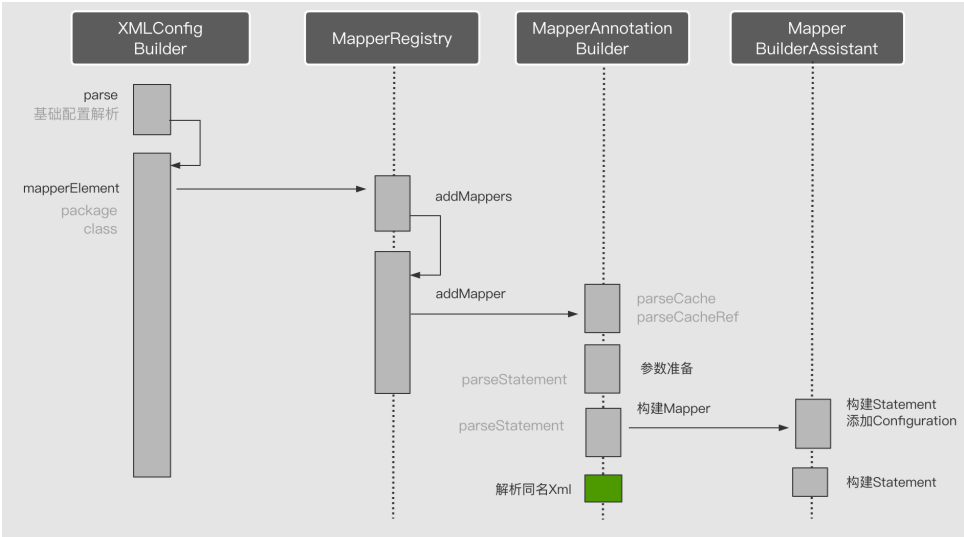 XMLConfig
Builder
MapperRegistry
MapperAnnotation
Builder
Mapper
BuilderAssistant
parse
基础配置解析
mapperElement
package
class
addMappers
addMapper
parseCache
parseCacheRef
parseStatement
参数准备
parseStatement
构建Mapper
构建Statement
添加Configuration
解析同名Xml
构建Statement